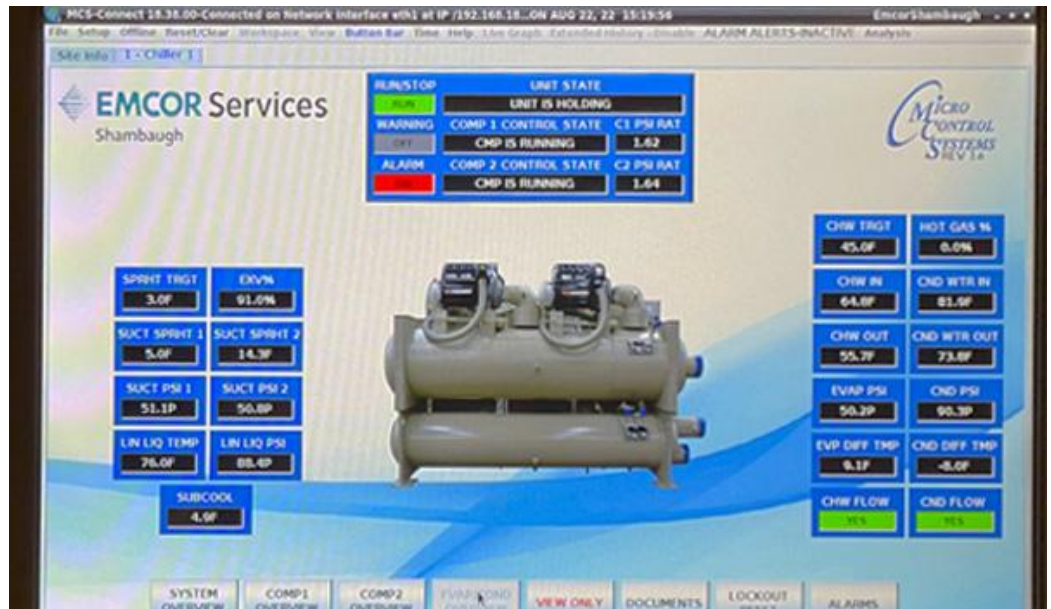 MCS-Connect 18.38.00-Connected on Network Interface eth1 at IP /192.168.18...ON AUG 22, 22 15:19:56 EmcorShambaugh
File Setup Offline Reset/Clear Workspace View Button Bar Time Help Live Graph Extended History - Disable ALARM ALERTS-INACTIVE Analysis
Site Info 1 - Chiller 1
EMCOR Services
Shambaugh
RUN/STOP UNIT STATE
RUN UNIT IS HOLDING
WARNING COMP 1 CONTROL STATE C1 PSI RAT
OFF CMP IS RUNNING 1.62
ALARM COMP 2 CONTROL STATE C2 PSI RAT
ON CMP IS RUNNING 1.64
MICRO
CONTROL
SYSTEMS
CHW TRGT HOT GAS %
45.0F 0.0%
SPRHT TRGT EXV%
3.0F 91.0%
CHW IN CND WTR IN
64.8F 81.9F
SUCT SPRHT 1 SUCT SPRHT 2
5.0F 14.3F
CHW OUT CND WTR OUT
55.7F 73.8F
SUCT PSI 1 SUCT PSI 2
51.1P 50.8P
EVAP PSI CND PSI
50.2P 90.3P
LIN LIQ TEMP LIN LIQ PSI
76.0F 88.4P
EVP DIFF TMP CND DIFF TMP
9.1F -8.0F
SUBCOOL
4.9F
CHW FLOW CND FLOW
YES YES
SYSTEM OVERVIEW
COMP1 OVERVIEW
COMP2 OVERVIEW
VIEW ONLY
DOCUMENTS
LOCKOUT
ALARMS